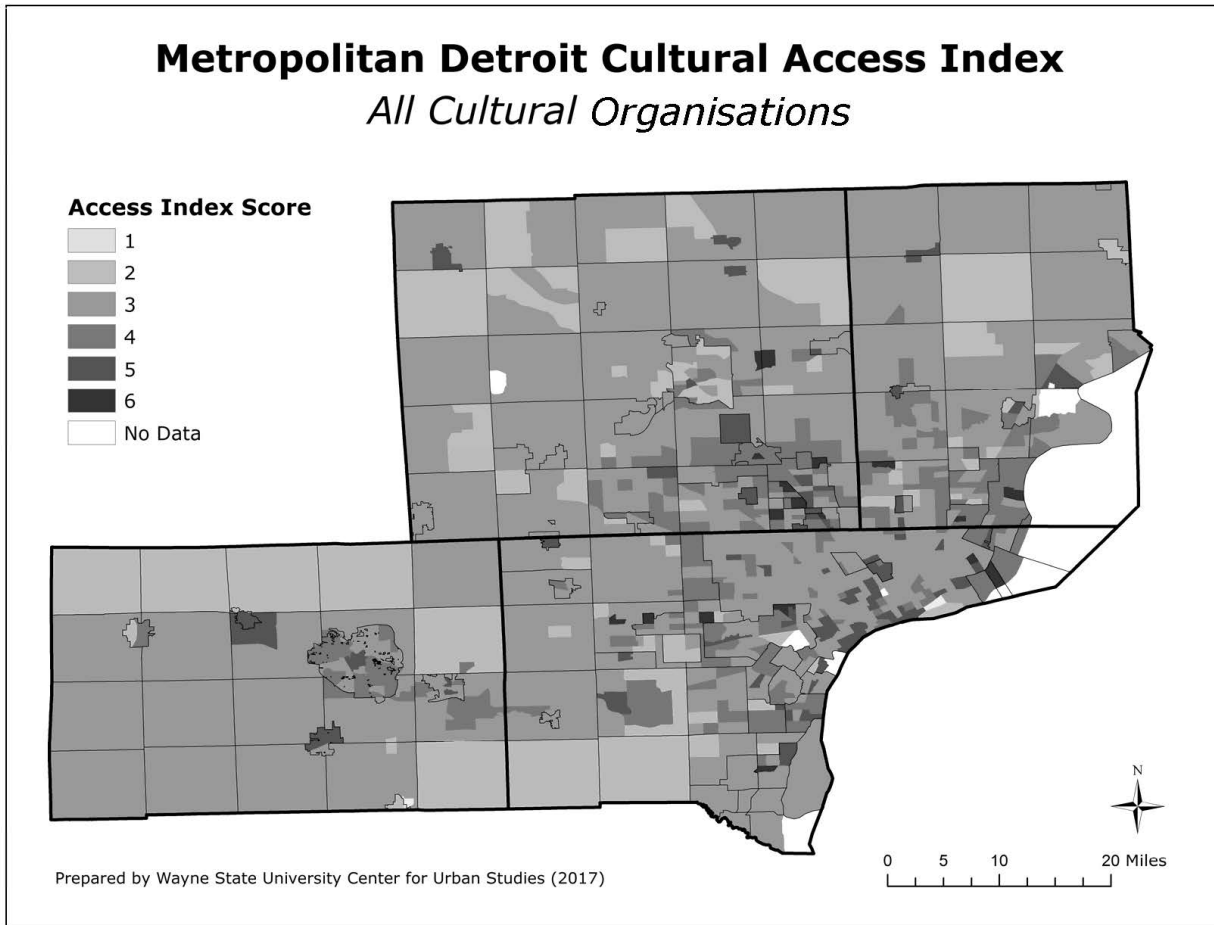 Metropolitan Detroit Cultural Access Index
All Cultural Organisations
Access Index Score
1
2
3
4
5
6
No Data
N
0 5 10 20 Miles
Prepared by Wayne State University Center for Urban Studies (2017)